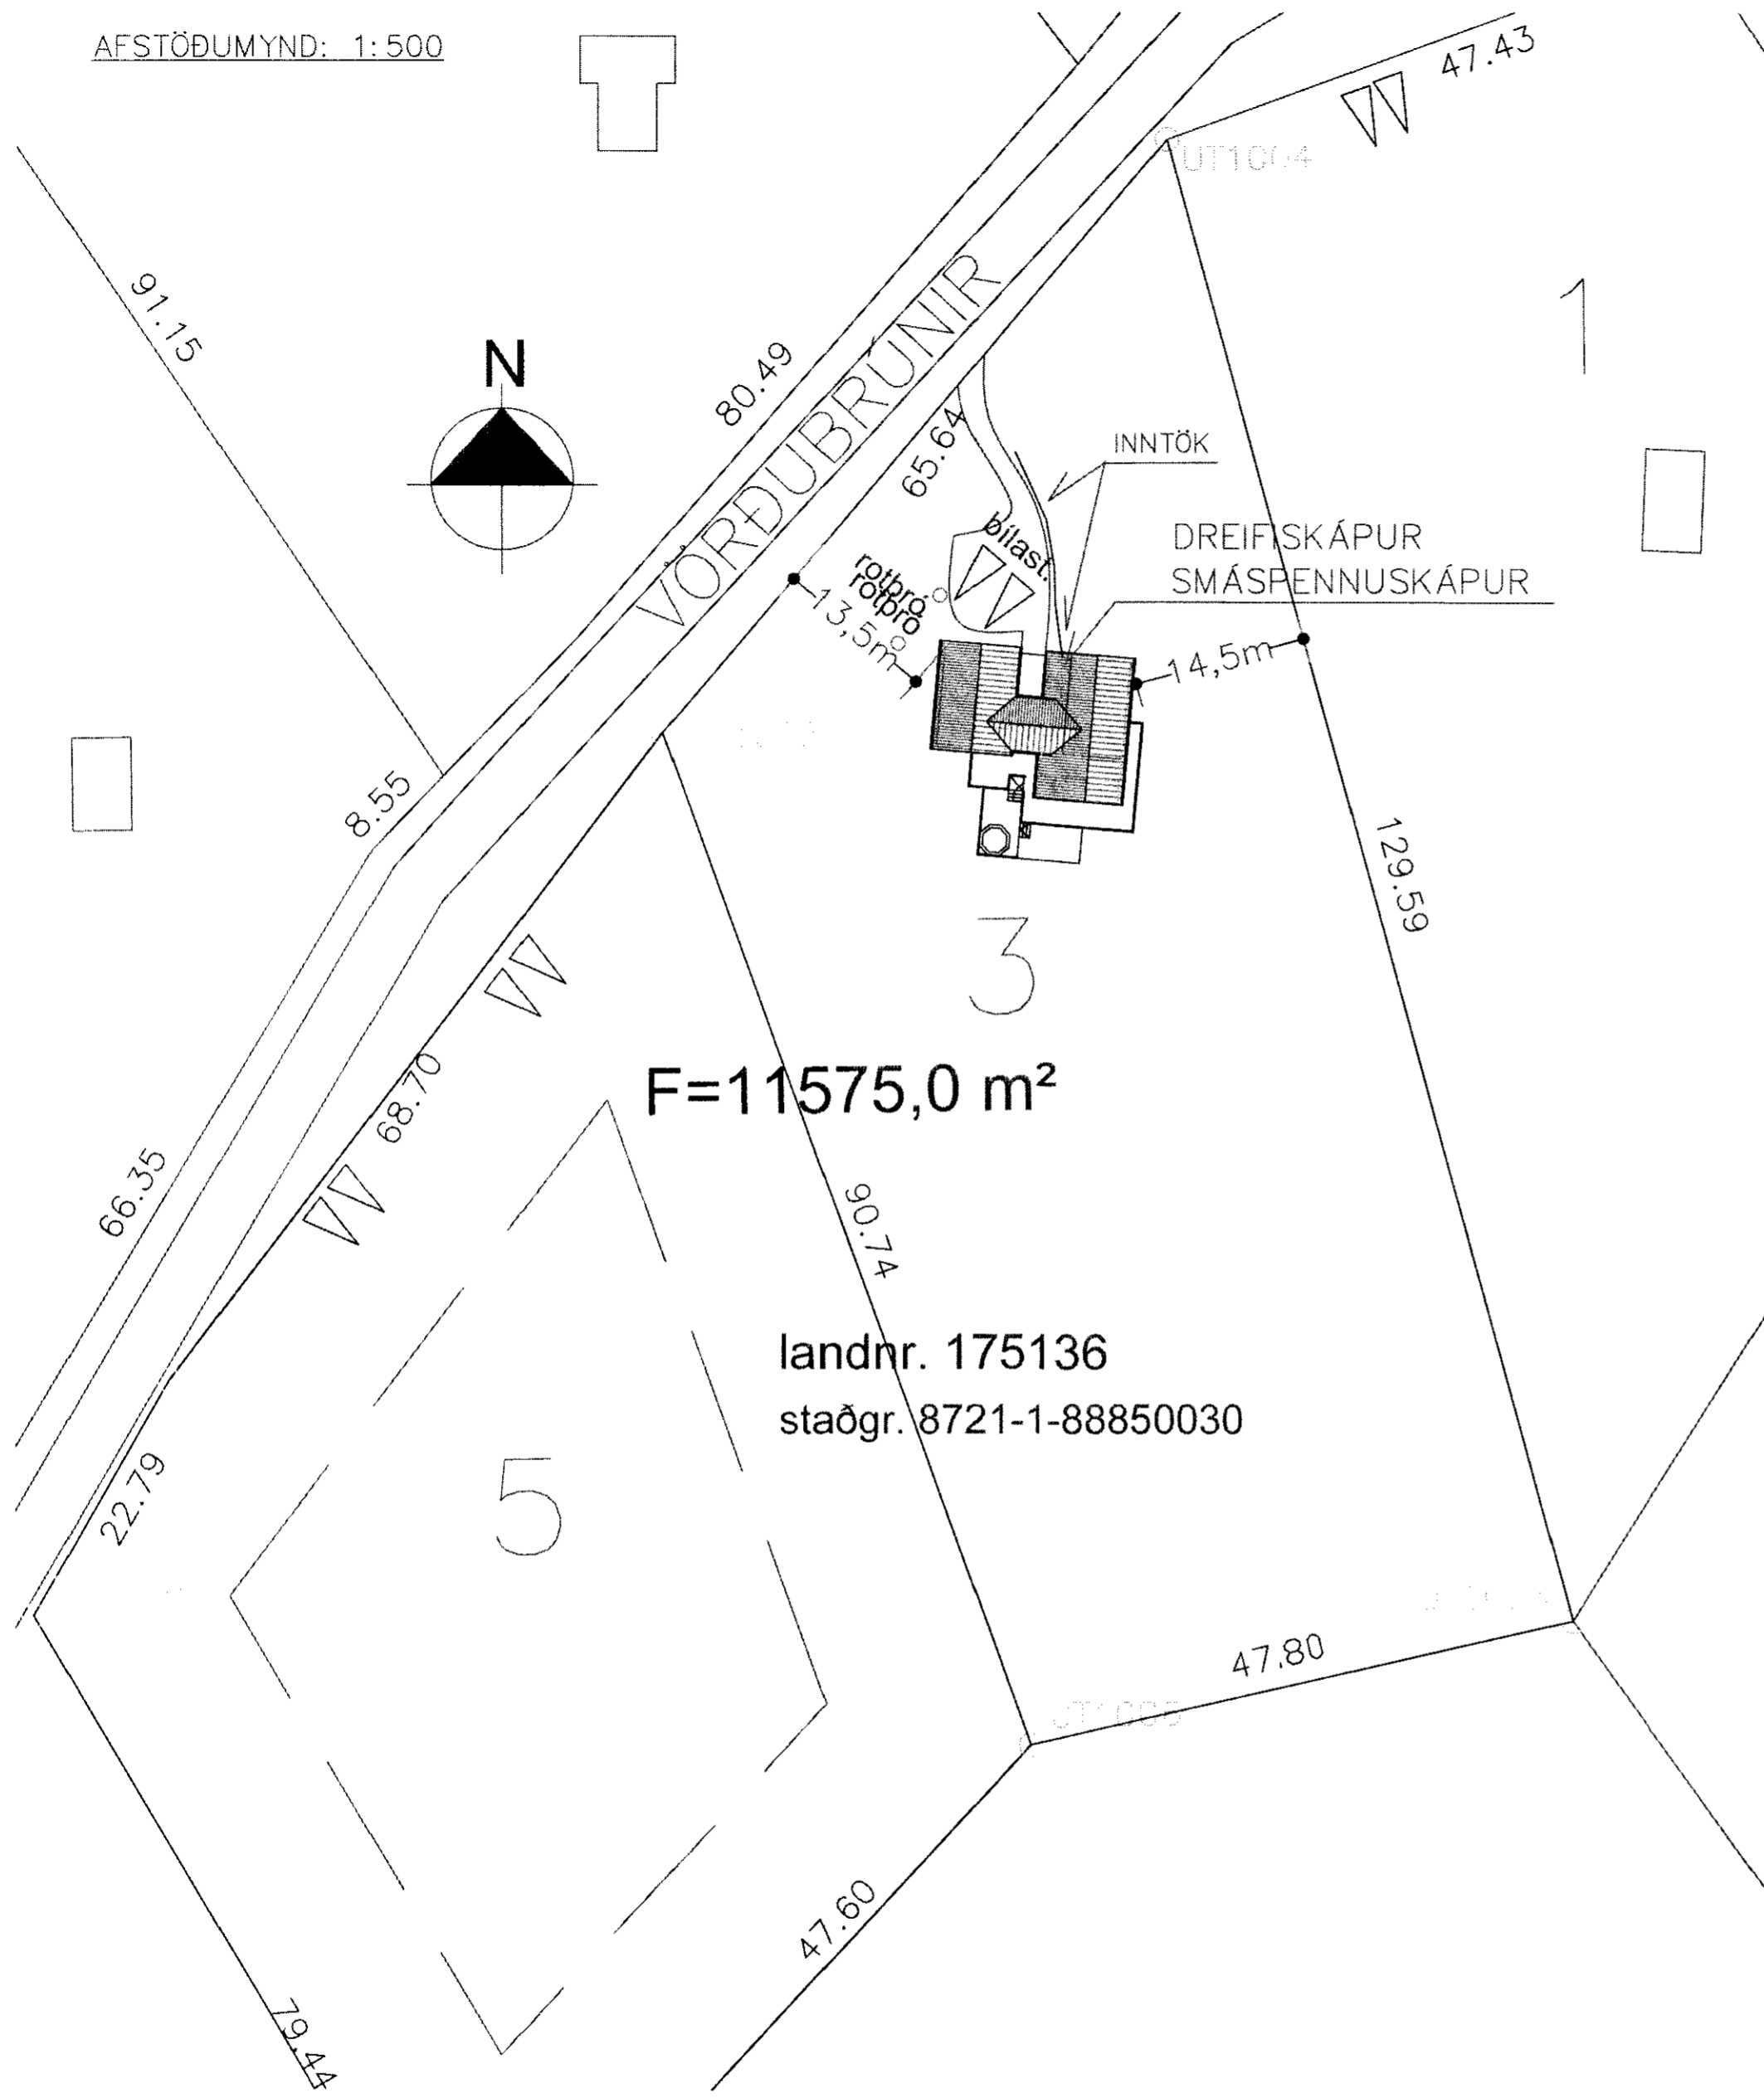 AFSTÖÐUMYND: 1:500
47.43
UT1004
91.15
N
80.49
VÖRÐUBRÚNIR
1
65.64
INNTÖK
bílast.
DREIFISKÁPUR
SMÁSPENNUSKÁPUR
rotþró
rotþró
13,5m
14,5m
8.55
129.59
3
F=11575,0 m²
68.70
66.35
90.74
landnr. 175136
staðgr. 8721-1-88850030
22.79
5
47.80
47.60
79.44